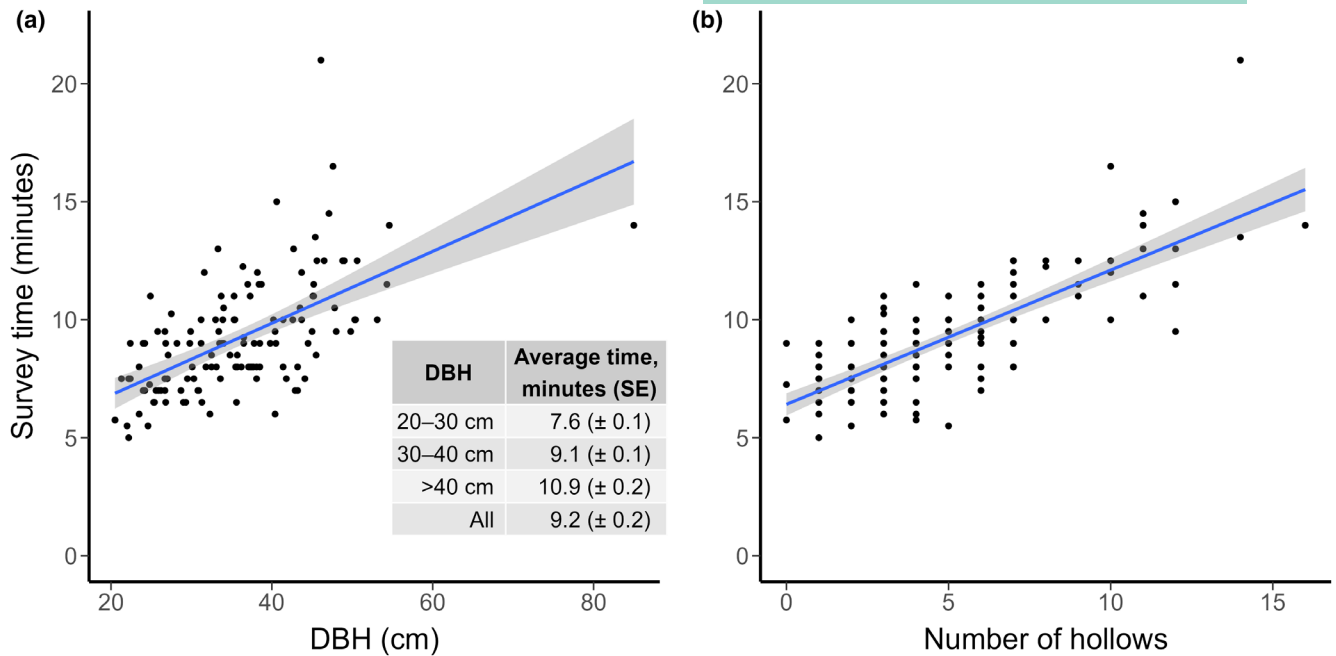 (a)
20
15
10
5
0
Survey time (minutes)
20 40 60 80
DBH (cm)
DBH Average time, minutes (SE)
20–30 cm 7.6 (± 0.1)
30–40 cm 9.1 (± 0.1)
>40 cm 10.9 (± 0.2)
All 9.2 (± 0.2)
(b)
20
15
10
5
0
0 5 10 15
Number of hollows